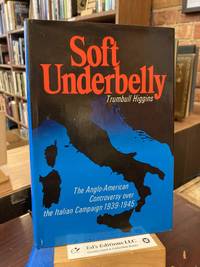 Soft
Underbelly
Trumbull Higgins
The Anglo-American
Controversy over
the Italian Campaign 1939-1945
Ed's Editions LLC